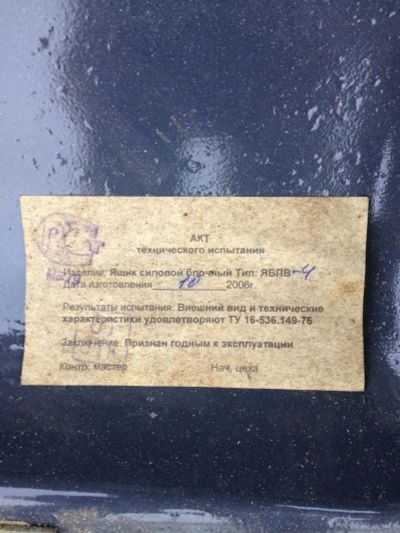 АКТ
технического испытания
Изделие: Ящик силовой блочный Тип: ЯБПВ-4
Дата изготовления 10 2006г.
Результаты испытания: Внешний вид и технические
характеристики удовлетворяют ТУ 16-536.149-76
Заключение: Признан годным к эксплуатации
Контр. мастер Нач. цеха